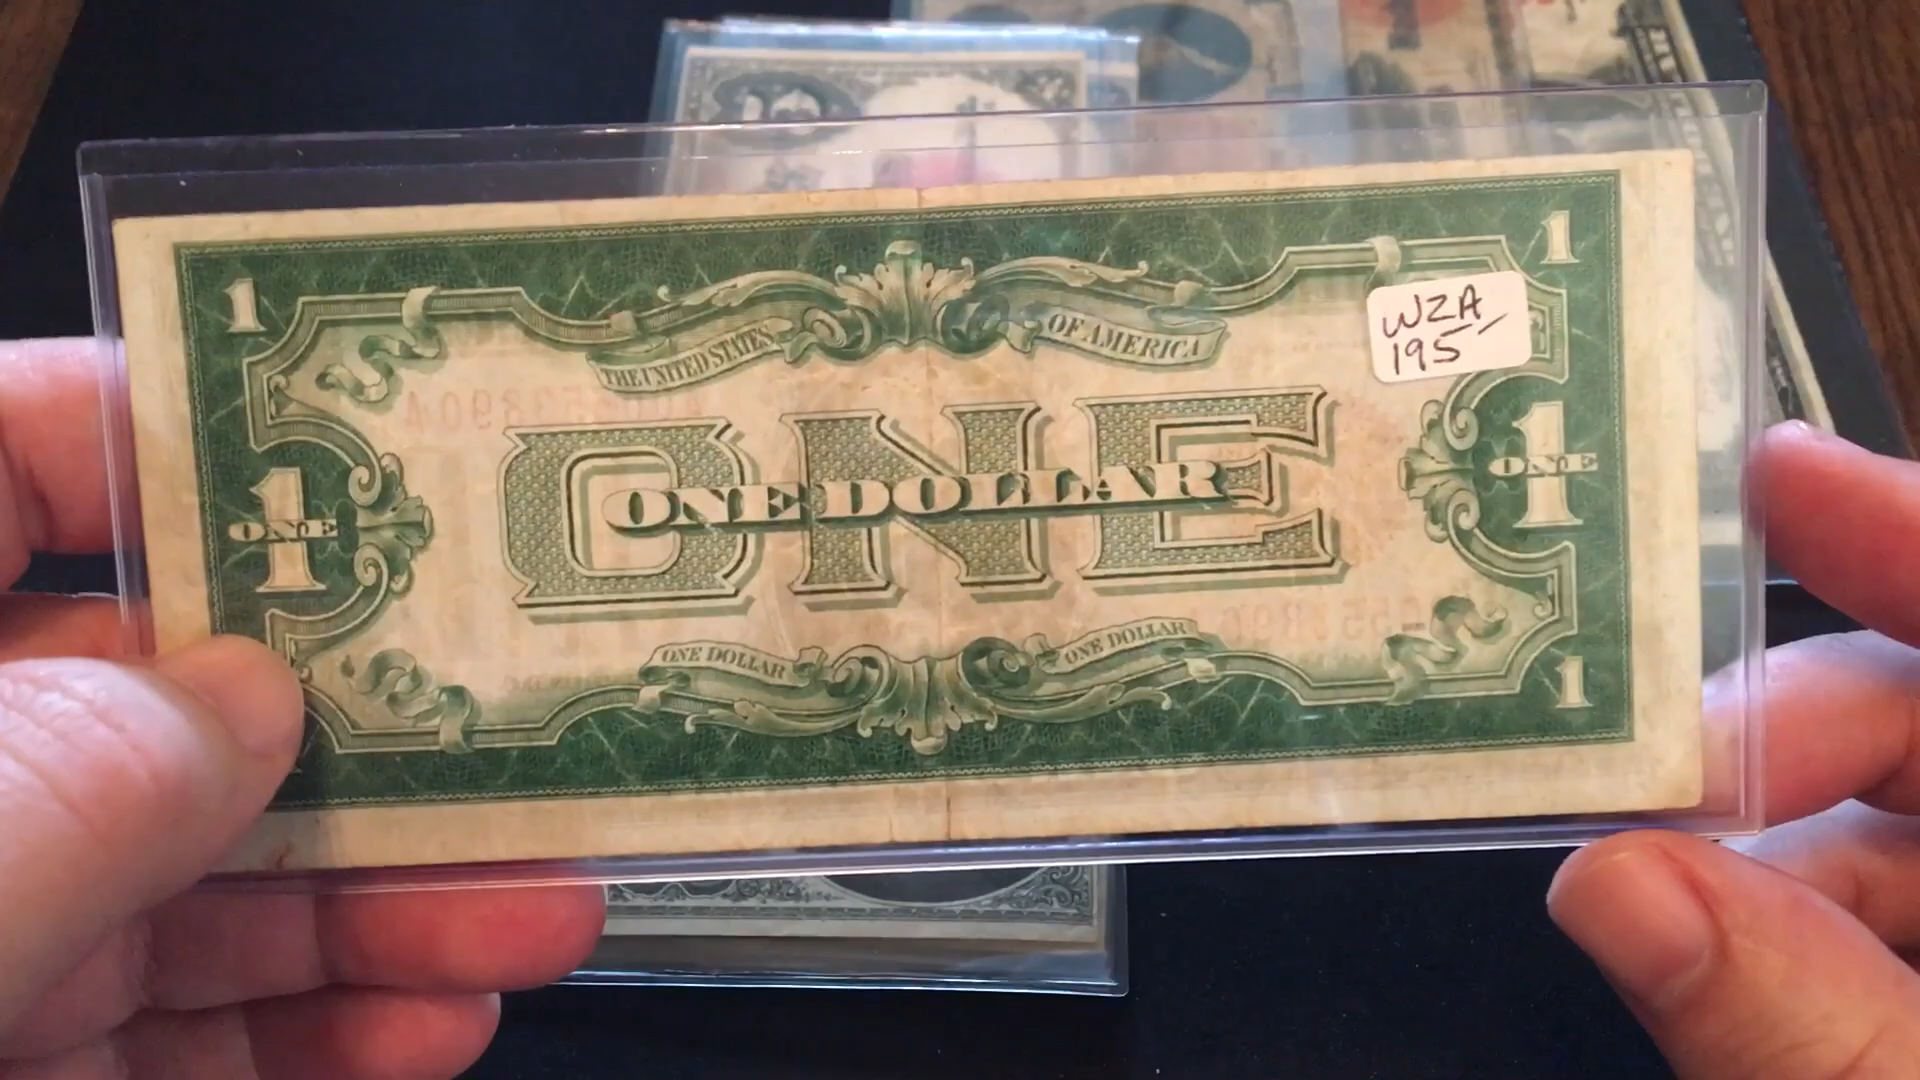 1
1
THE UNITED STATES
OF AMERICA
WZA
195-
ONE
ONE DOLLAR
1
ONE
1
ONE
ONE DOLLAR
ONE DOLLAR
1